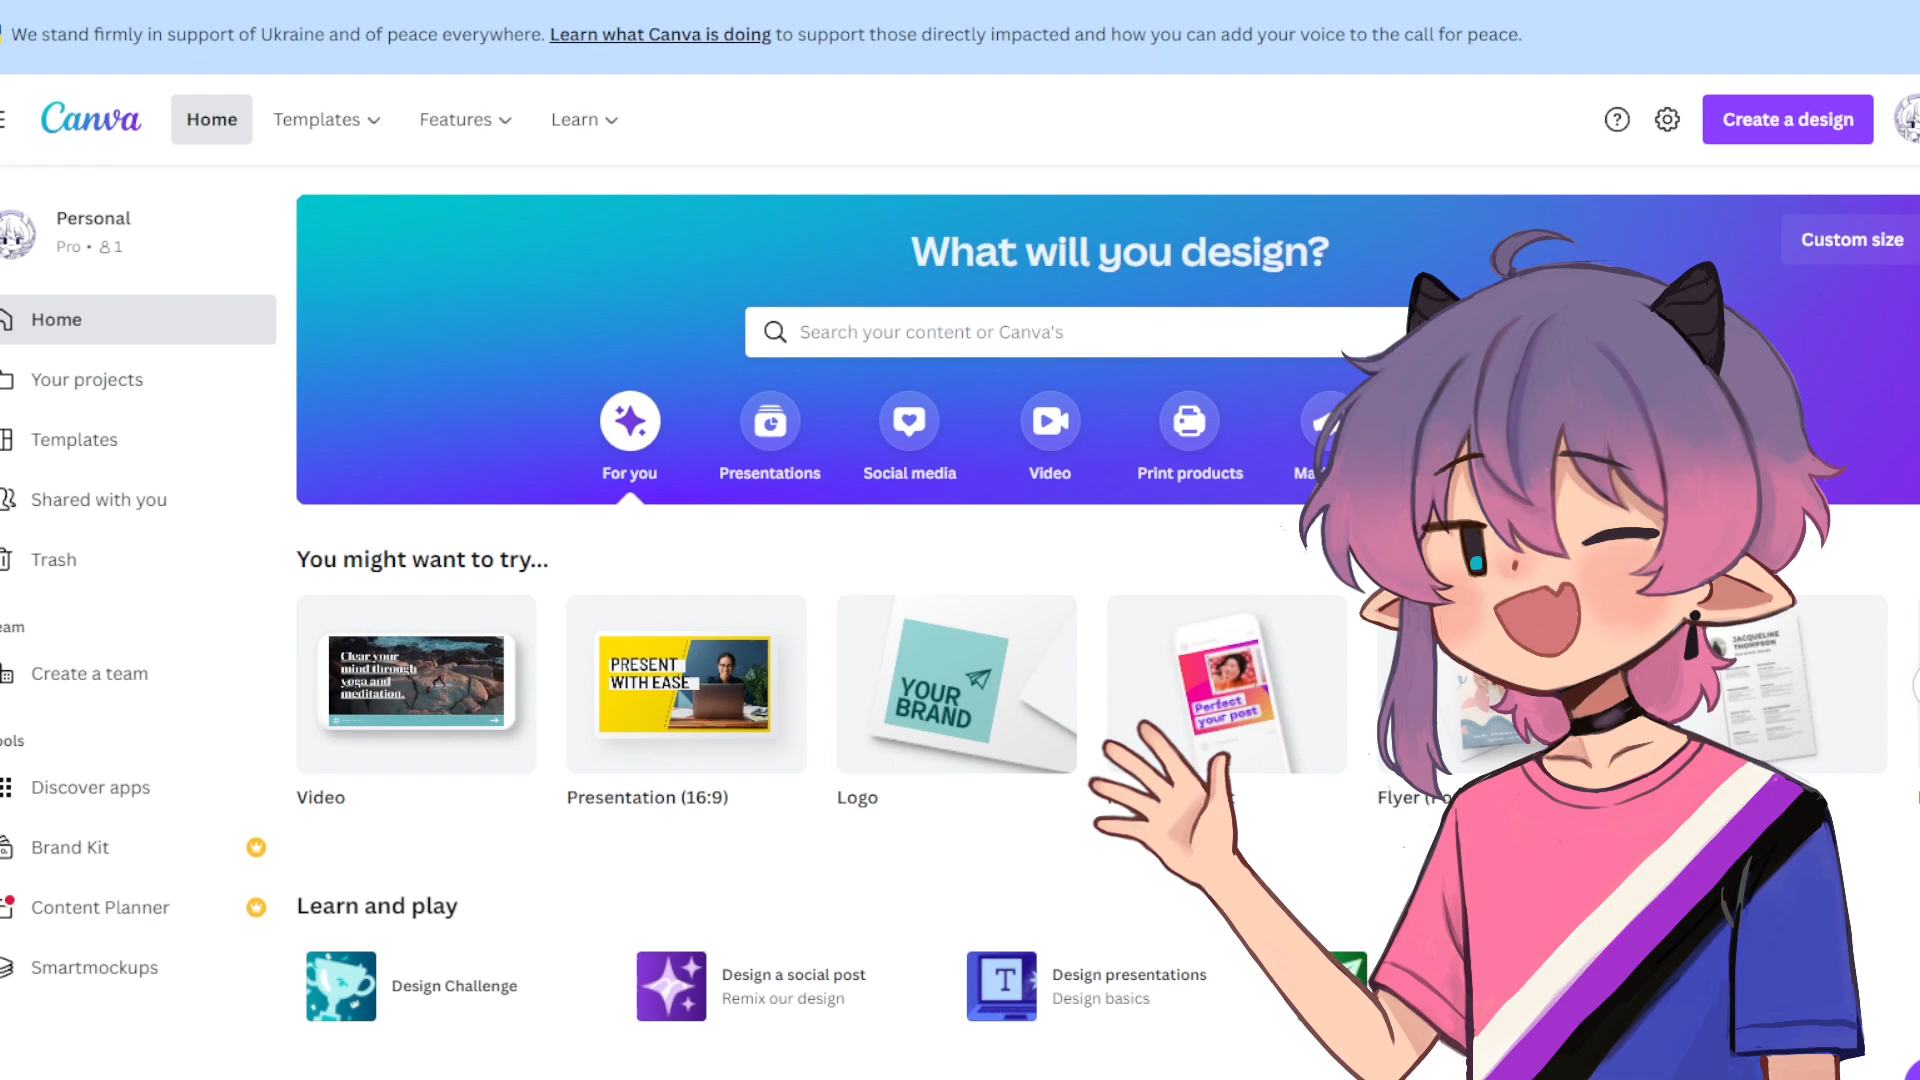 We stand firmly in support of Ukraine and of peace everywhere. Learn what Canva is doing to support those directly impacted and how you can add your voice to the call for peace.
Canva
Home
Templates
Features
Learn
Create a design
Personal
Pro • 1
Home
Your projects
Templates
Shared with you
Trash
Create a team
Discover apps
Brand Kit
Content Planner
Smartmockups
What will you design?
Custom size
Search your content or Canva's
For you
Presentations
Social media
Video
Print products
You might want to try...
Clear your
mind through
yoga and
meditation.
PRESENT
WITH EASE
YOUR
BRAND
Perfect
your post
JACQUELINE
THOMPSON
Video
Presentation (16:9)
Logo
Flyer
Learn and play
Design Challenge
Design a social post
Remix our design
T
Design presentations
Design basics